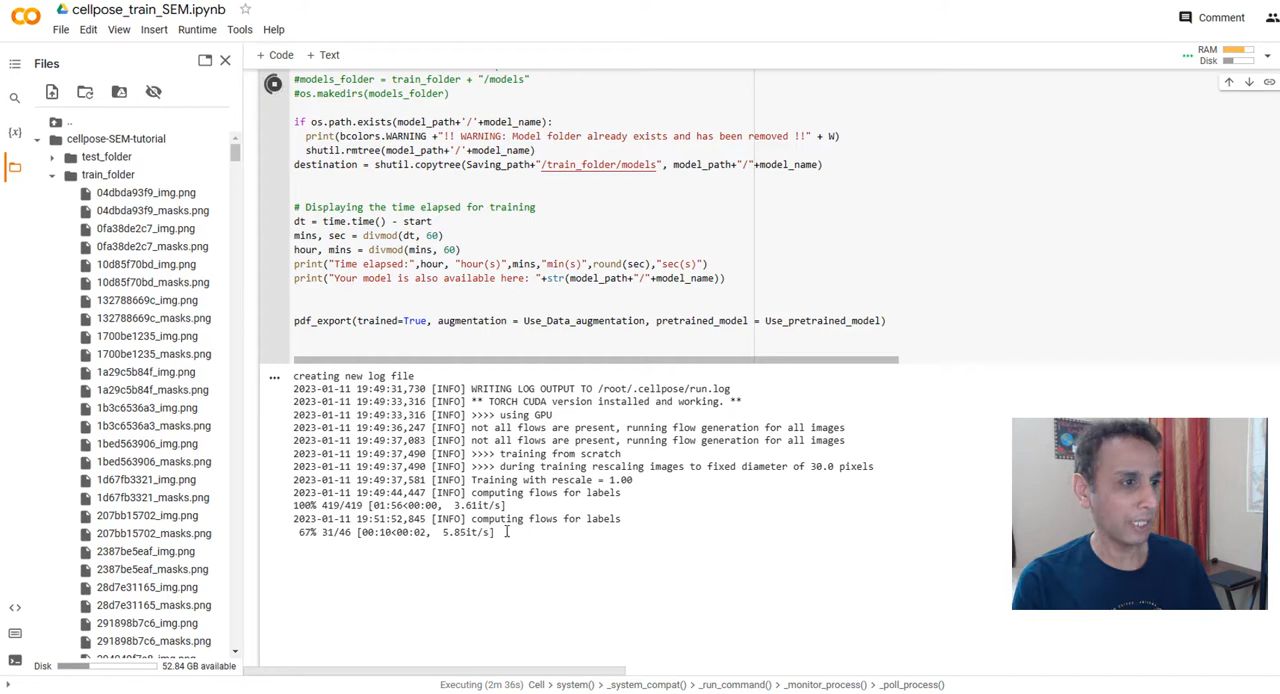 cellpose_train_SEM.ipynb
File Edit View Insert Runtime Tools Help
Comment
Files
+ Code + Text
RAM
Disk
..
cellpose-SEM-tutorial
test_folder
train_folder
04dbda93f9_img.png
04dbda93f9_masks.png
0fa38de2c7_img.png
0fa38de2c7_masks.png
10d85f70bd_img.png
10d85f70bd_masks.png
132788669c_img.png
132788669c_masks.png
1700be1235_img.png
1700be1235_masks.png
1a29c5b84f_img.png
1a29c5b84f_masks.png
1b3c6536a3_img.png
1b3c6536a3_masks.png
1bed563906_img.png
1bed563906_masks.png
1d67fb3321_img.png
1d67fb3321_masks.png
207bb15702_img.png
207bb15702_masks.png
2387be5eaf_img.png
2387be5eaf_masks.png
28d7e31165_img.png
28d7e31165_masks.png
291898b7c6_img.png
291898b7c6_masks.png
Disk 52.84 GB available
#models_folder = train_folder + "/models"
#os.makedirs(models_folder)
if os.path.exists(model_path+'/'+model_name):
print(bcolors.WARNING +"!! WARNING: Model folder already exists and has been removed !!" + W)
shutil.rmtree(model_path+'/'+model_name)
destination = shutil.copytree(Saving_path+"/train_folder/models", model_path+"/"+model_name)
# Displaying the time elapsed for training
dt = time.time() - start
mins, sec = divmod(dt, 60)
hour, mins = divmod(mins, 60)
print("Time elapsed:",hour, "hour(s)",mins,"min(s)",round(sec),"sec(s)")
print("Your model is also available here: "+str(model_path+"/"+model_name))
pdf_export(trained=True, augmentation = Use_Data_augmentation, pretrained_model = Use_pretrained_model)
creating new log file
2023-01-11 19:49:31,730 [INFO] WRITING LOG OUTPUT TO /root/.cellpose/run.log
2023-01-11 19:49:33,316 [INFO] ** TORCH CUDA version installed and working. **
2023-01-11 19:49:33,316 [INFO] >>>> using GPU
2023-01-11 19:49:36,247 [INFO] not all flows are present, running flow generation for all images
2023-01-11 19:49:37,083 [INFO] not all flows are present, running flow generation for all images
2023-01-11 19:49:37,490 [INFO] >>>> training from scratch
2023-01-11 19:49:37,490 [INFO] >>>> during training rescaling images to fixed diameter of 30.0 pixels
2023-01-11 19:49:37,581 [INFO] Training with rescale = 1.00
2023-01-11 19:49:44,447 [INFO] computing flows for labels
100% 419/419 [01:56<00:00, 3.61it/s]
2023-01-11 19:51:52,845 [INFO] computing flows for labels
67% 31/46 [00:10<00:02, 5.85it/s]
Executing (2m 36s) Cell > system() > _system_compat() > _run_command() > _monitor_process() > _poll_process()